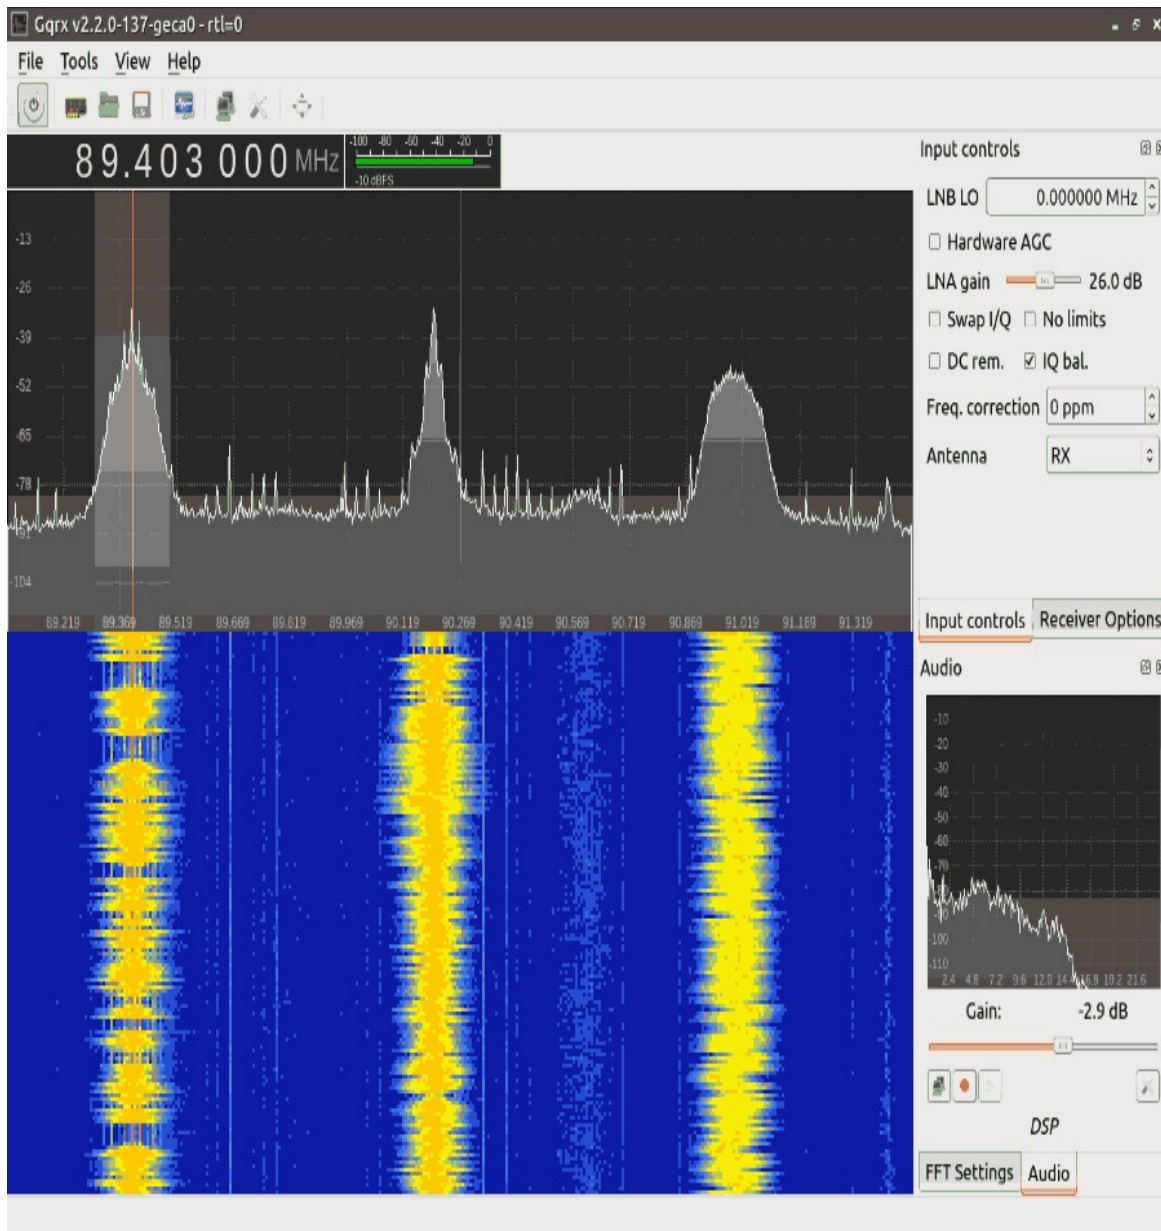 Gqrx v2.2.0-137-geca0 - rtl=0
File Tools View Help
89.403 000 MHz
-100 -80 -60 -40 -20 0
-10 dBFS
-13
-26
-39
-52
-65
-78
-91
-104
89.219 89.369 89.519 89.669 89.819 89.969 90.119 90.269 90.419 90.569 90.719 90.869 91.019 91.169 91.319
Input controls
LNB LO 0.000000 MHz
Hardware AGC
LNA gain 26.0 dB
Swap I/Q No limits
DC rem. IQ bal.
Freq. correction 0 ppm
Antenna RX
Input controls Receiver Options
Audio
-10
-20
-30
-40
-50
-60
-70
-90
-100
-110
2.4 4.8 7.2 9.6 12.0 14.4 16.8 19.2 21.6
Gain: -2.9 dB
DSP
FFT Settings Audio